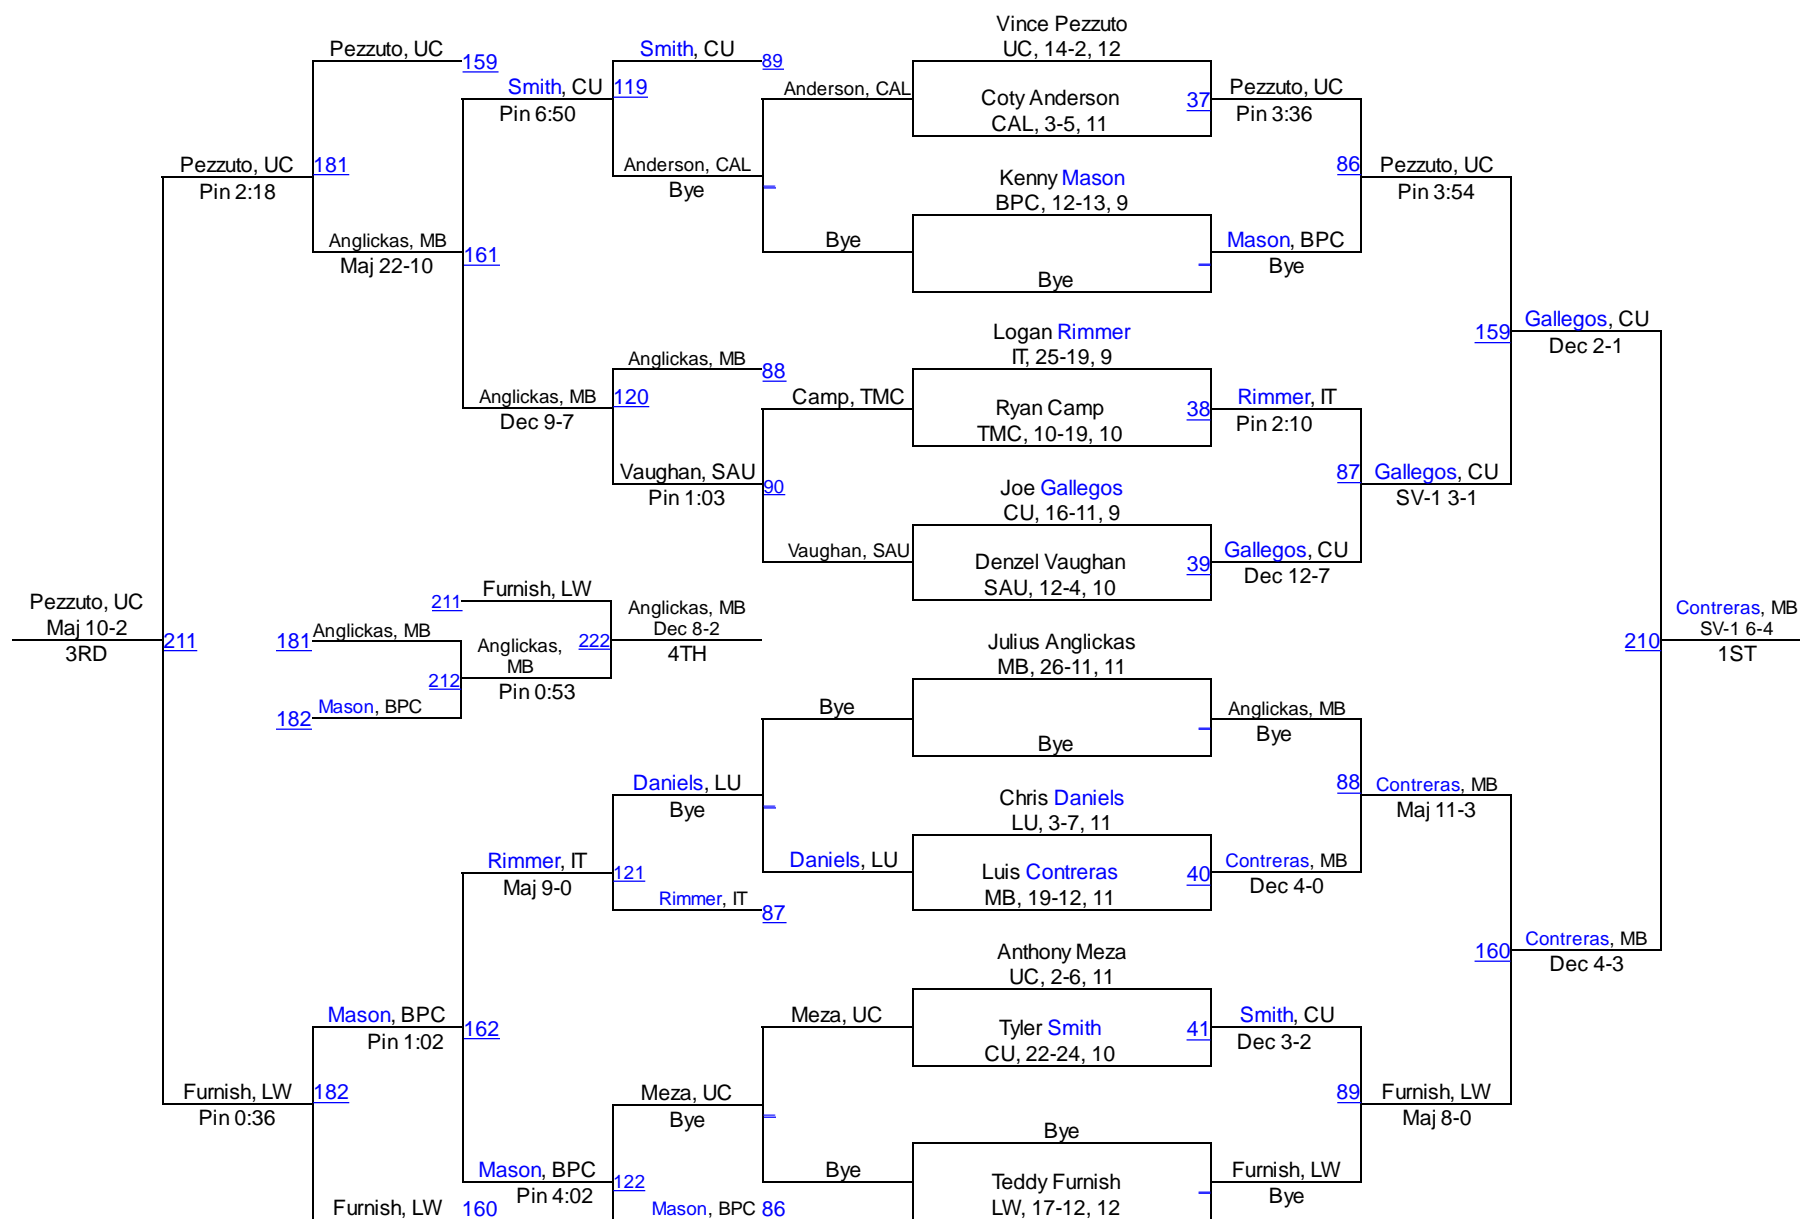 Vince Pezzuto
Pezzuto, UC
159
Smith, CU
89
UC, 14-2, 12
Smith, CU
119
Pin 6:50
Anderson, CAL
Coty Anderson
CAL, 3-5, 11
37
Pezzuto, UC
Pin 3:36
Pezzuto, UC
181
Pin 2:18
Anderson, CAL
Bye
Kenny Mason
BPC, 12-13, 9
86
Pezzuto, UC
Pin 3:54
Anglickas, MB
161
Maj 22-10
Bye
Bye
Mason, BPC
Bye
Logan Rimmer
IT, 25-19, 9
159
Gallegos, CU
Dec 2-1
Anglickas, MB
88
Anglickas, MB
120
Dec 9-7
Camp, TMC
Ryan Camp
TMC, 10-19, 10
38
Rimmer, IT
Pin 2:10
Vaughan, SAU
90
Pin 1:03
Joe Gallegos
CU, 16-11, 9
87
Gallegos, CU
SV-1 3-1
Vaughan, SAU
Denzel Vaughan
SAU, 12-4, 10
39
Gallegos, CU
Dec 12-7
Pezzuto, UC
Maj 10-2
3RD
211
211
Furnish, LW
181
Anglickas, MB
Anglickas,
MB
Pin 0:53
212
222
Anglickas, MB
Dec 8-2
4TH
182
Mason, BPC
Julius Anglickas
MB, 26-11, 11
210
Contreras, MB
SV-1 6-4
1ST
Bye
Bye
Anglickas, MB
Bye
Daniels, LU
Bye
Chris Daniels
LU, 3-7, 11
88
Contreras, MB
Maj 11-3
Rimmer, IT
121
Maj 9-0
Daniels, LU
Luis Contreras
MB, 19-12, 11
40
Contreras, MB
Dec 4-0
Rimmer, IT
87
Anthony Meza
UC, 2-6, 11
160
Contreras, MB
Dec 4-3
Mason, BPC
162
Pin 1:02
Meza, UC
Tyler Smith
CU, 22-24, 10
41
Smith, CU
Dec 3-2
Furnish, LW
182
Pin 0:36
Meza, UC
Bye
Bye
89
Furnish, LW
Maj 8-0
Mason, BPC
122
Pin 4:02
Bye
Teddy Furnish
LW, 17-12, 12
Furnish, LW
Bye
Furnish, LW
160
Mason, BPC
86